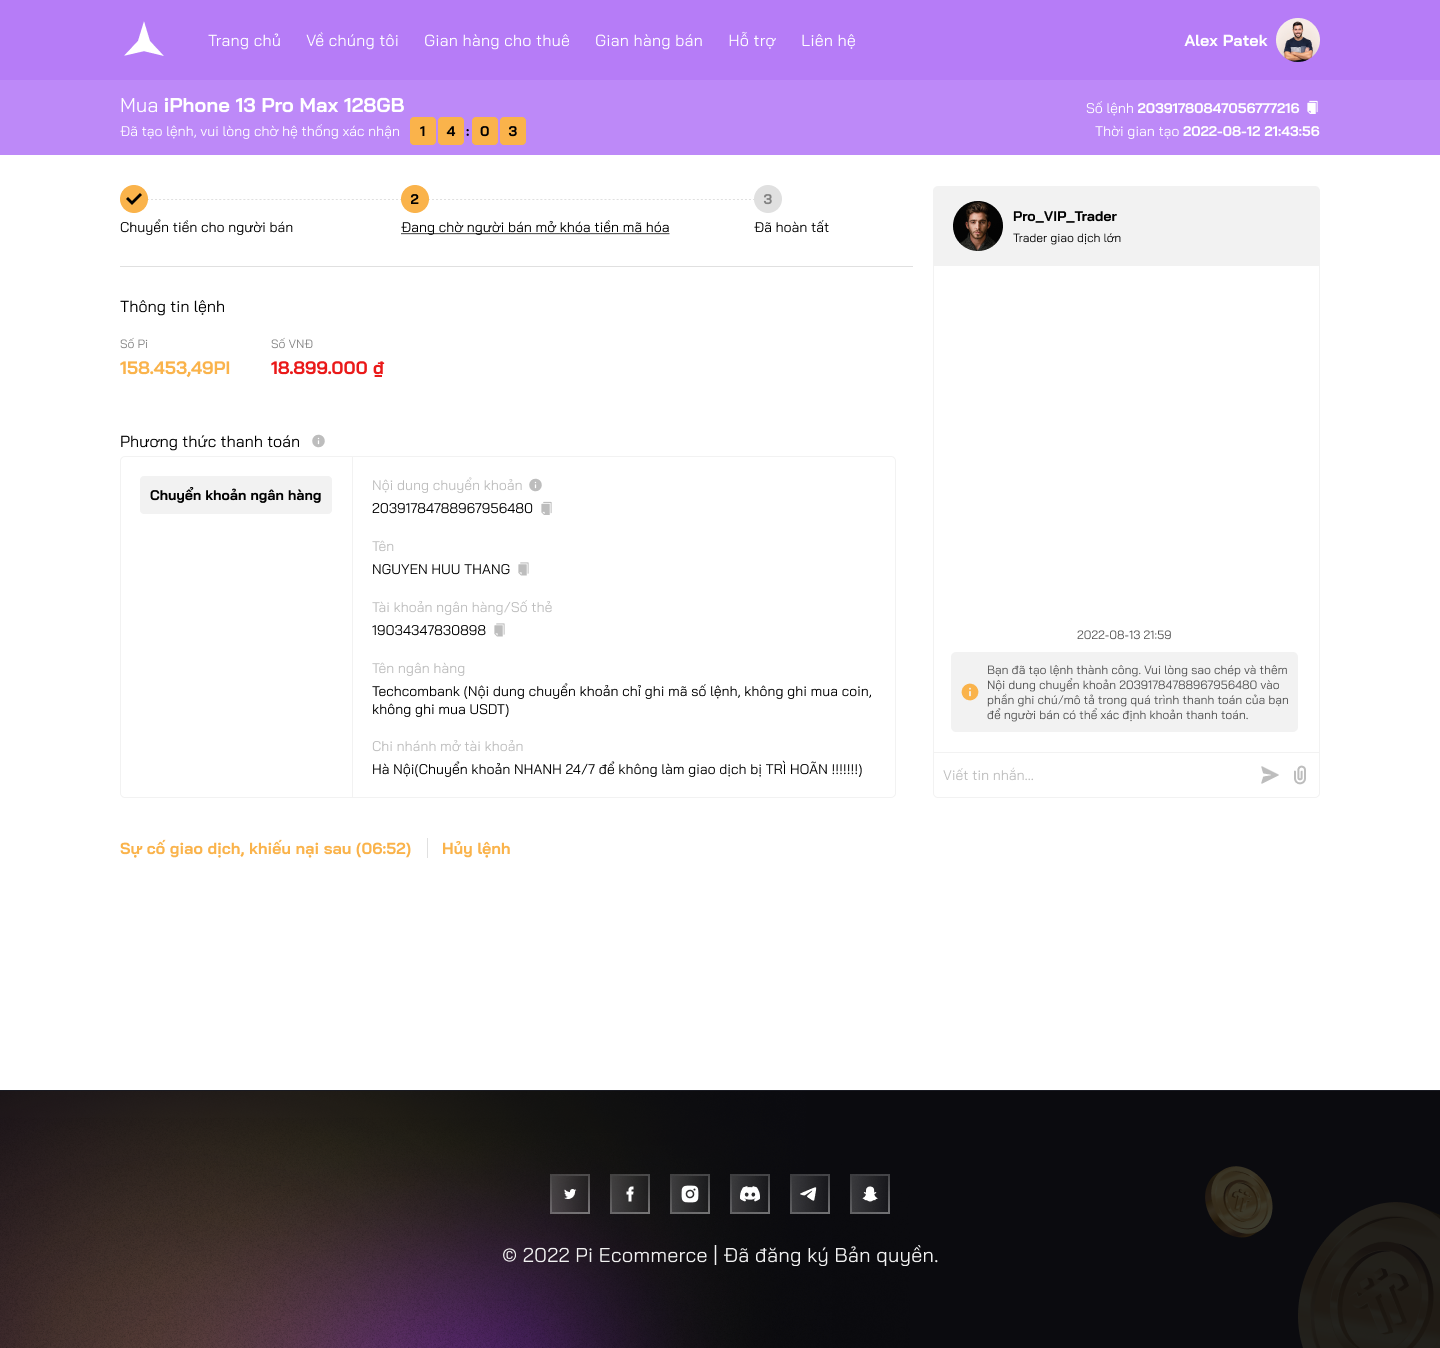 Trang chủ Về chúng tôi Gian hàng cho thuê Gian hàng bán Hỗ trợ Liên hệ Alex Patek
Mua iPhone 13 Pro Max 128GB
Đã tạo lệnh, vui lòng chờ hệ thống xác nhận 1 4 : 0 3
Số lệnh 20391780847056777216
Thời gian tạo 2022-08-12 21:43:56
2 3
Chuyển tiền cho người bán Đang chờ người bán mở khóa tiền mã hóa Đã hoàn tất
Thông tin lệnh
Số Pi Số VNĐ
158.453,49PI 18.899.000 ₫
Phương thức thanh toán
Chuyển khoản ngân hàng
Nội dung chuyển khoản
20391784788967956480
Tên
NGUYEN HUU THANG
Tài khoản ngân hàng/Số thẻ
19034347830898
Tên ngân hàng
Techcombank (Nội dung chuyển khoản chỉ ghi mã số lệnh, không ghi mua coin,
không ghi mua USDT)
Chi nhánh mở tài khoản
Hà Nội(Chuyển khoản NHANH 24/7 để không làm giao dịch bị TRÌ HOÃN !!!!!!!)
Sự cố giao dịch, khiếu nại sau (06:52) Hủy lệnh
Pro_VIP_Trader
Trader giao dịch lớn
2022-08-13 21:59
Bạn đã tạo lệnh thành công. Vui lòng sao chép và thêm
Nội dung chuyển khoản 20391784788967956480 vào
phần ghi chú/mô tả trong quá trình thanh toán của bạn
để người bán có thể xác định khoản thanh toán.
Viết tin nhắn...
© 2022 Pi Ecommerce | Đã đăng ký Bản quyền.